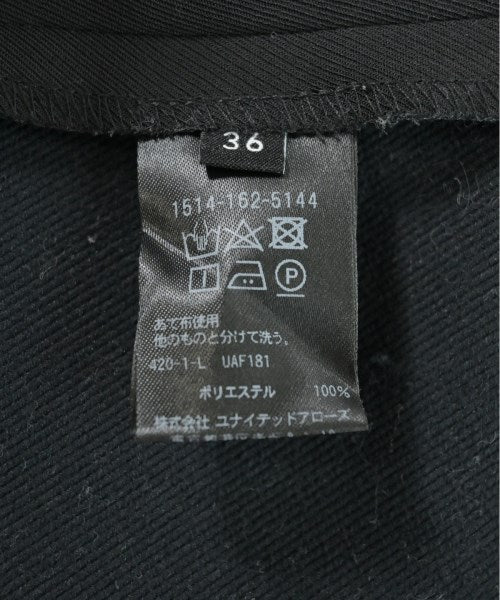 36
1514-162-5144
P
あて布使用
他のものと分けて洗う。
420-1-L UAF181
ポリエステル 100%
株式会社 ユナイテッドアローズ